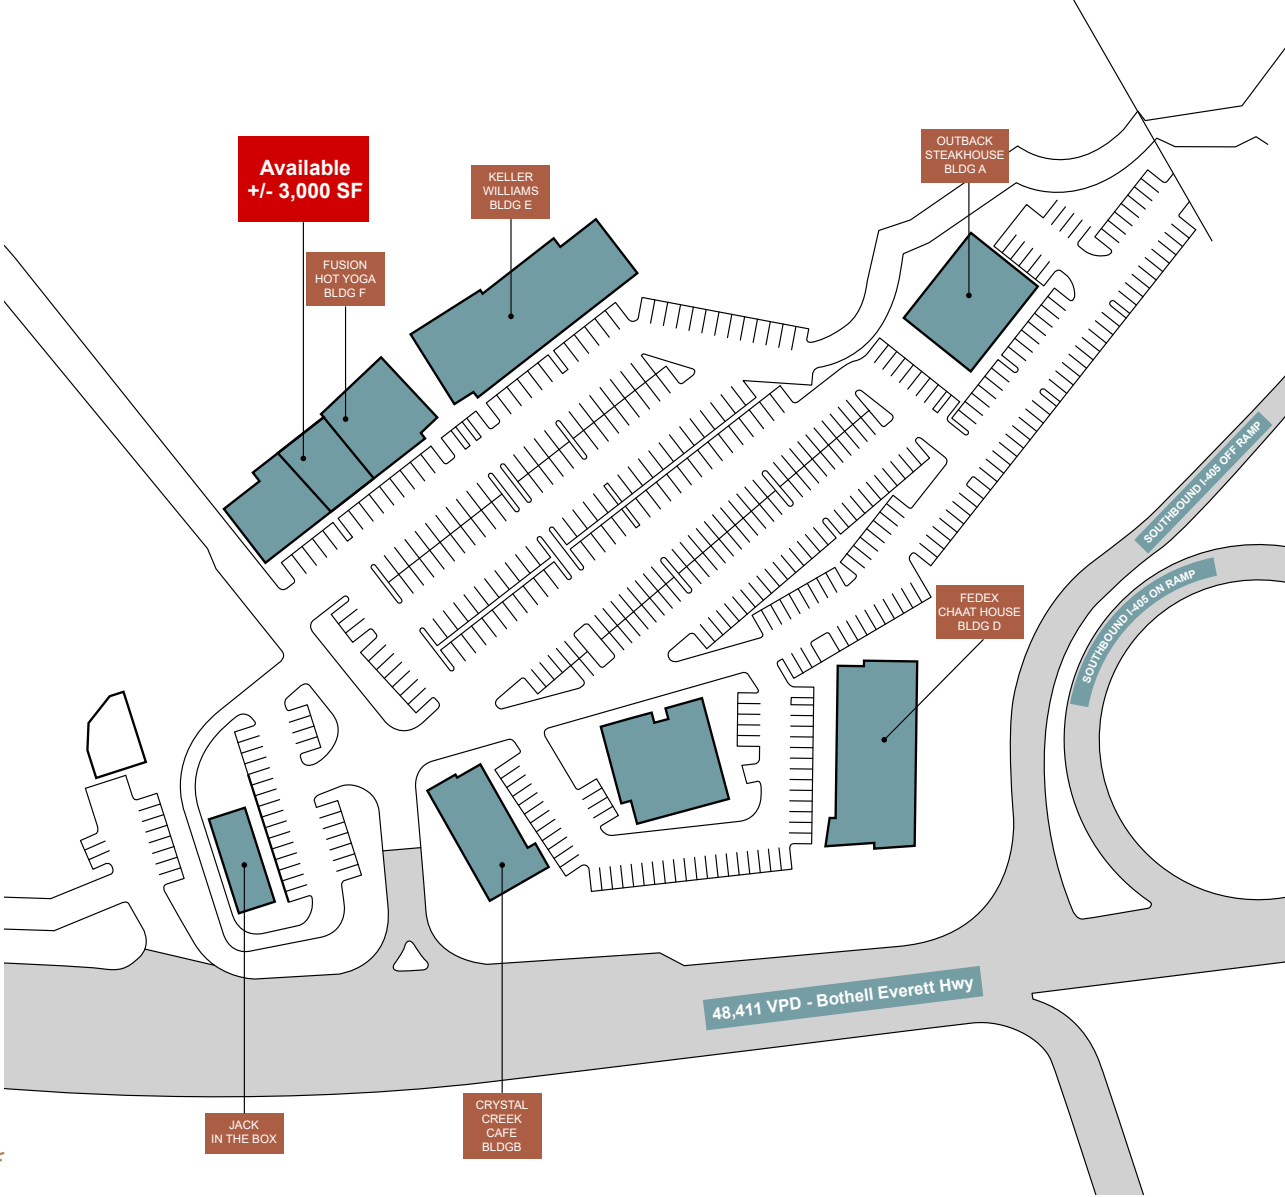 OUTBACK
STEAKHOUSE
BLDG A
Available
+/- 3,000 SF
KELLER
WILLIAMS
BLDG E
FUSION
HOT YOGA
BLDG F
SOUTHBOUND I-405 OFF RAMP
SOUTHBOUND I-405 ON RAMP
FEDEX
CHAAT HOUSE
BLDG D
48,411 VPD - Bothell Everett Hwy
CRYSTAL
CREEK
CAFE
BLDGB
JACK
IN THE BOX